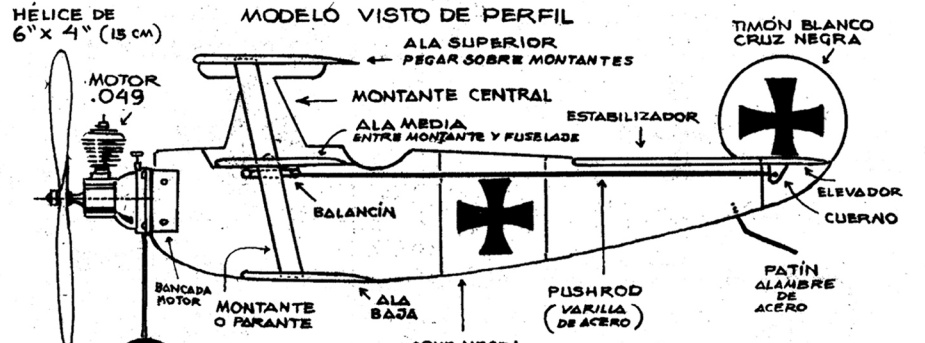 HÉLICE DE
6" x 4" (15 CM)
MODELO VISTO DE PERFIL
MOTOR
.049
ALA SUPERIOR
PEGAR SOBRE MONTANTES
MONTANTE CENTRAL
ALA MEDIA
ENTRE MONTANTE Y FUSELAJE
ESTABILIZADOR
TIMÓN BLANCO
CRUZ NEGRA
BALANCÍN
ELEVADOR
CUERNO
BANCADA
MOTOR
MONTANTE
O PARANTE
ALA
BAJA
PUSHROD
(VARILLA
DE ACERO)
PATÍN
ALAMBRE
DE
ACERO